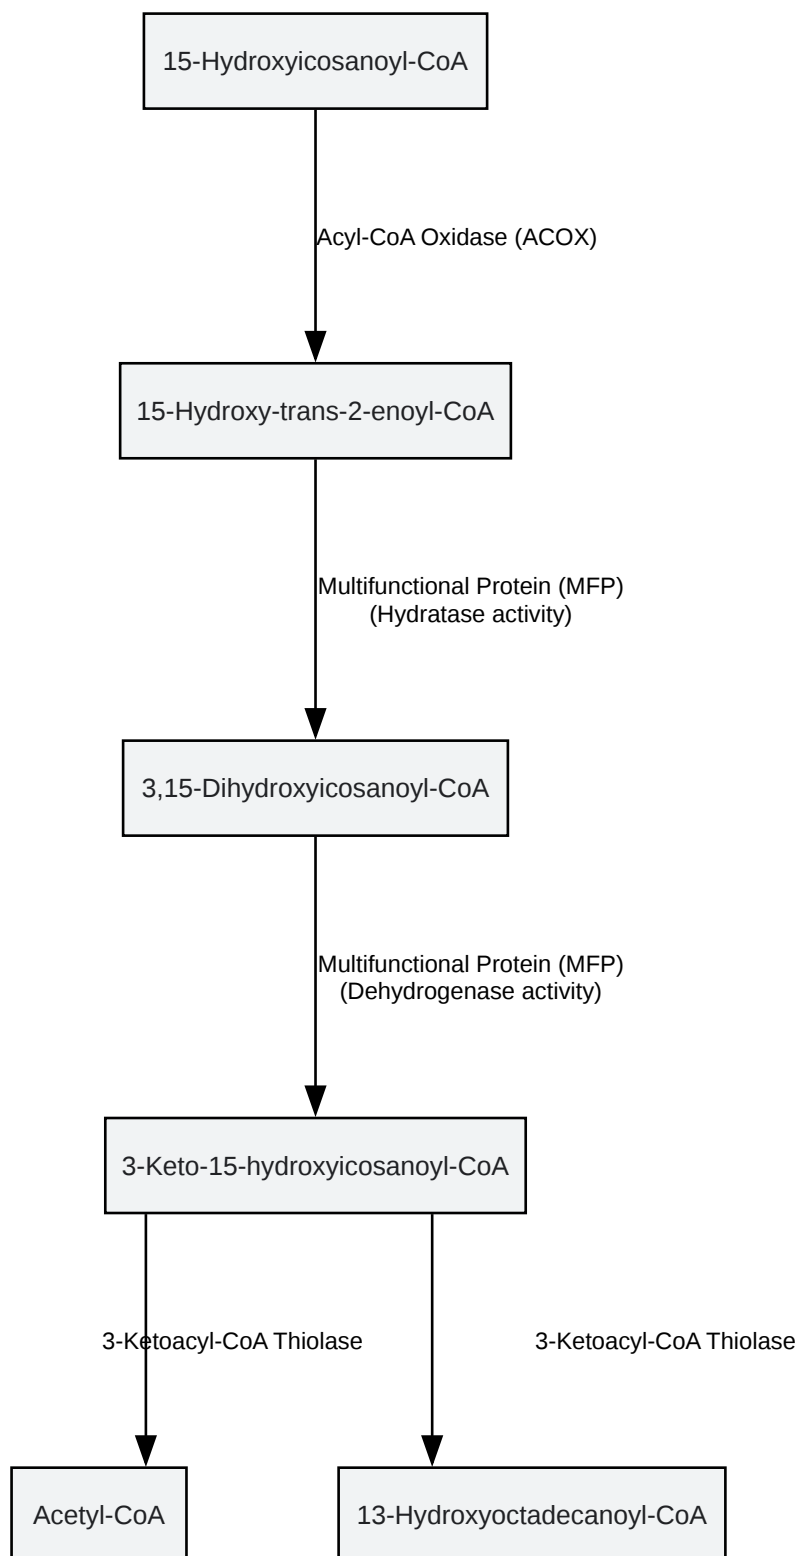 15-Hydroxyicosanoyl-CoA
Acyl-CoA Oxidase (ACOX)
15-Hydroxy-trans-2-enoyl-CoA
Multifunctional Protein (MFP)
(Hydratase activity)
3,15-Dihydroxyicosanoyl-CoA
Multifunctional Protein (MFP)
(Dehydrogenase activity)
3-Keto-15-hydroxyicosanoyl-CoA
3-Ketoacyl-CoA Thiolase
3-Ketoacyl-CoA Thiolase
Acetyl-CoA
13-Hydroxyoctadecanoyl-CoA